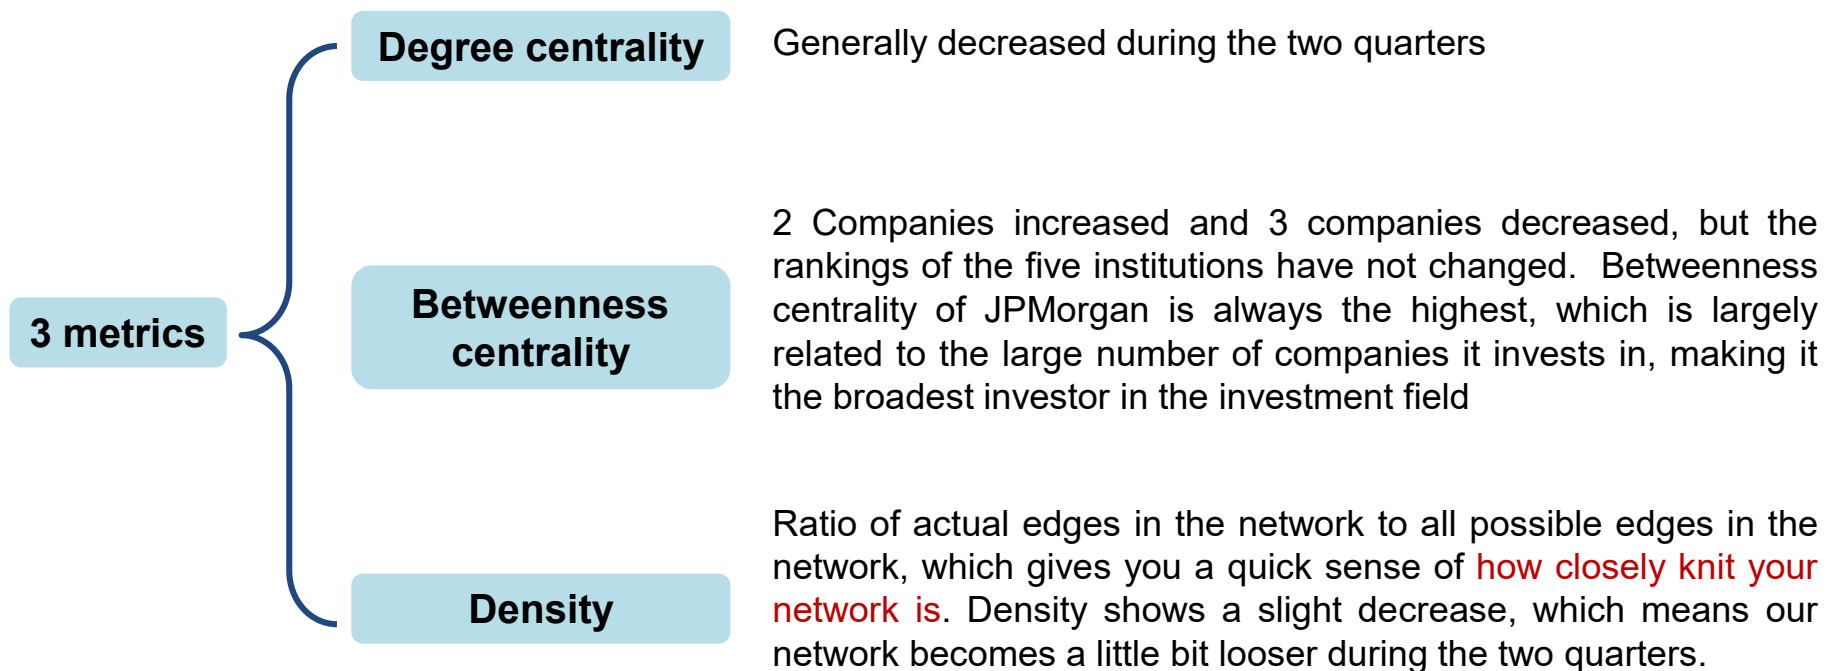 3 metrics
Degree centrality
Generally decreased during the two quarters
Betweenness
centrality
2 Companies increased and 3 companies decreased, but the
rankings of the five institutions have not changed.  Betweenness
centrality of JPMorgan is always the highest, which is largely
related to the large number of companies it invests in, making it
the broadest investor in the investment field
Density
Ratio of actual edges in the network to all possible edges in the
network, which gives you a quick sense of how closely knit your
network is. Density shows a slight decrease, which means our
network becomes a little bit looser during the two quarters.